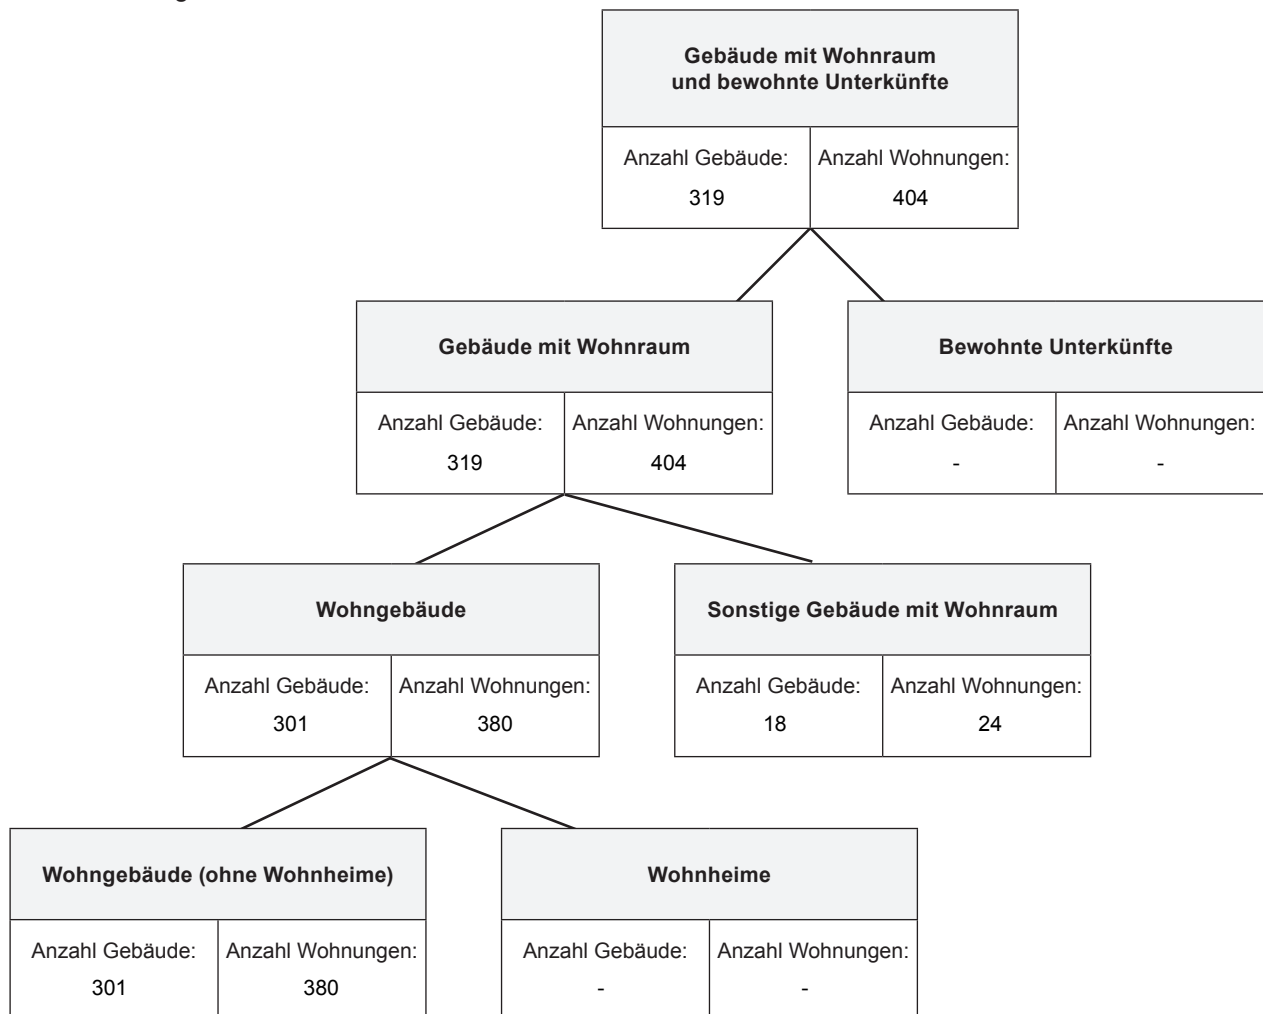 Gebäude mit Wohnraum
und bewohnte Unterkünfte
Anzahl Gebäude: Anzahl Wohnungen:
319 404
Gebäude mit Wohnraum Bewohnte Unterkünfte
Anzahl Gebäude: Anzahl Wohnungen: Anzahl Gebäude: Anzahl Wohnungen:
319 404 - -
Wohngebäude Sonstige Gebäude mit Wohnraum
Anzahl Gebäude: Anzahl Wohnungen: Anzahl Gebäude: Anzahl Wohnungen:
301 380 18 24
Wohngebäude (ohne Wohnheime) Wohnheime
Anzahl Gebäude: Anzahl Wohnungen: Anzahl Gebäude: Anzahl Wohnungen:
301 380 - -